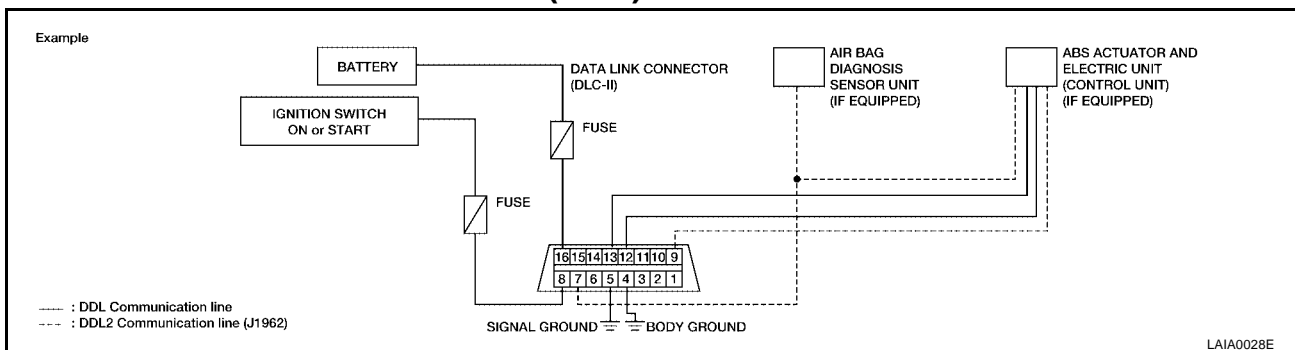 Example
BATTERY
IGNITION SWITCH
ON or START
DATA LINK CONNECTOR
(DLC-II)
FUSE
FUSE
AIR BAG
DIAGNOSIS
SENSOR UNIT
(IF EQUIPPED)
ABS ACTUATOR AND
ELECTRIC UNIT
(CONTROL UNIT)
(IF EQUIPPED)
16 15 14 13 12 11 10 9
8 7 6 5 4 3 2 1
: DDL Communication line
: DDL2 Communication line (J1962)
SIGNAL GROUND
BODY GROUND
LAIA0028E